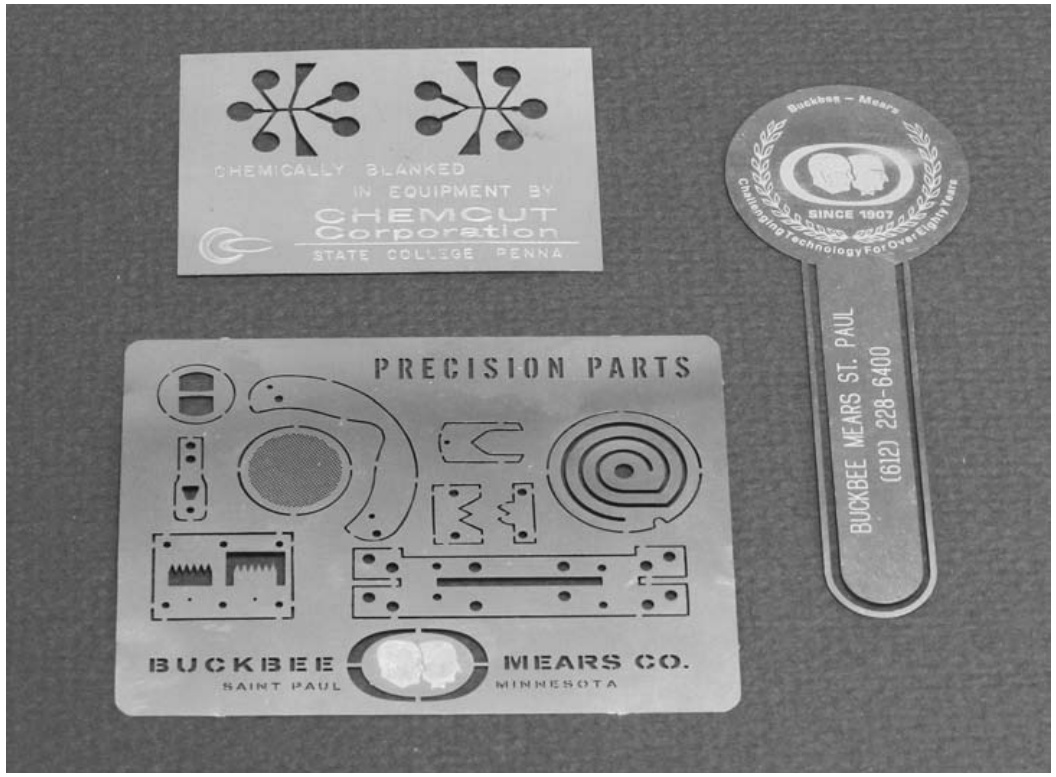 CHEMICALLY BLANKED
IN EQUIPMENT BY
CHEMCUT
Corporation
STATE COLLEGE PENNA
Buckbee – Mears
SINCE 1907
Challenging Technology For Over Eighty Years
BUCKBEE MEARS ST. PAUL
(612) 228-6400
PRECISION PARTS
BUCKBEE MEARS CO.
SAINT PAUL MINNESOTA